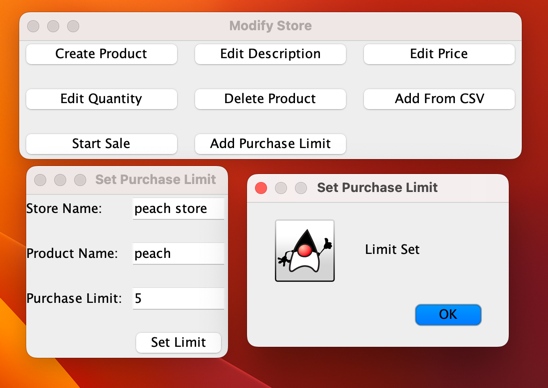 Modify Store
Create Product
Edit Description
Edit Price
Edit Quantity
Delete Product
Add From CSV
Start Sale
Add Purchase Limit
Set Purchase Limit
Store Name: peach store
Product Name: peach
Purchase Limit: 5
Set Limit
Set Purchase Limit
Limit Set
OK